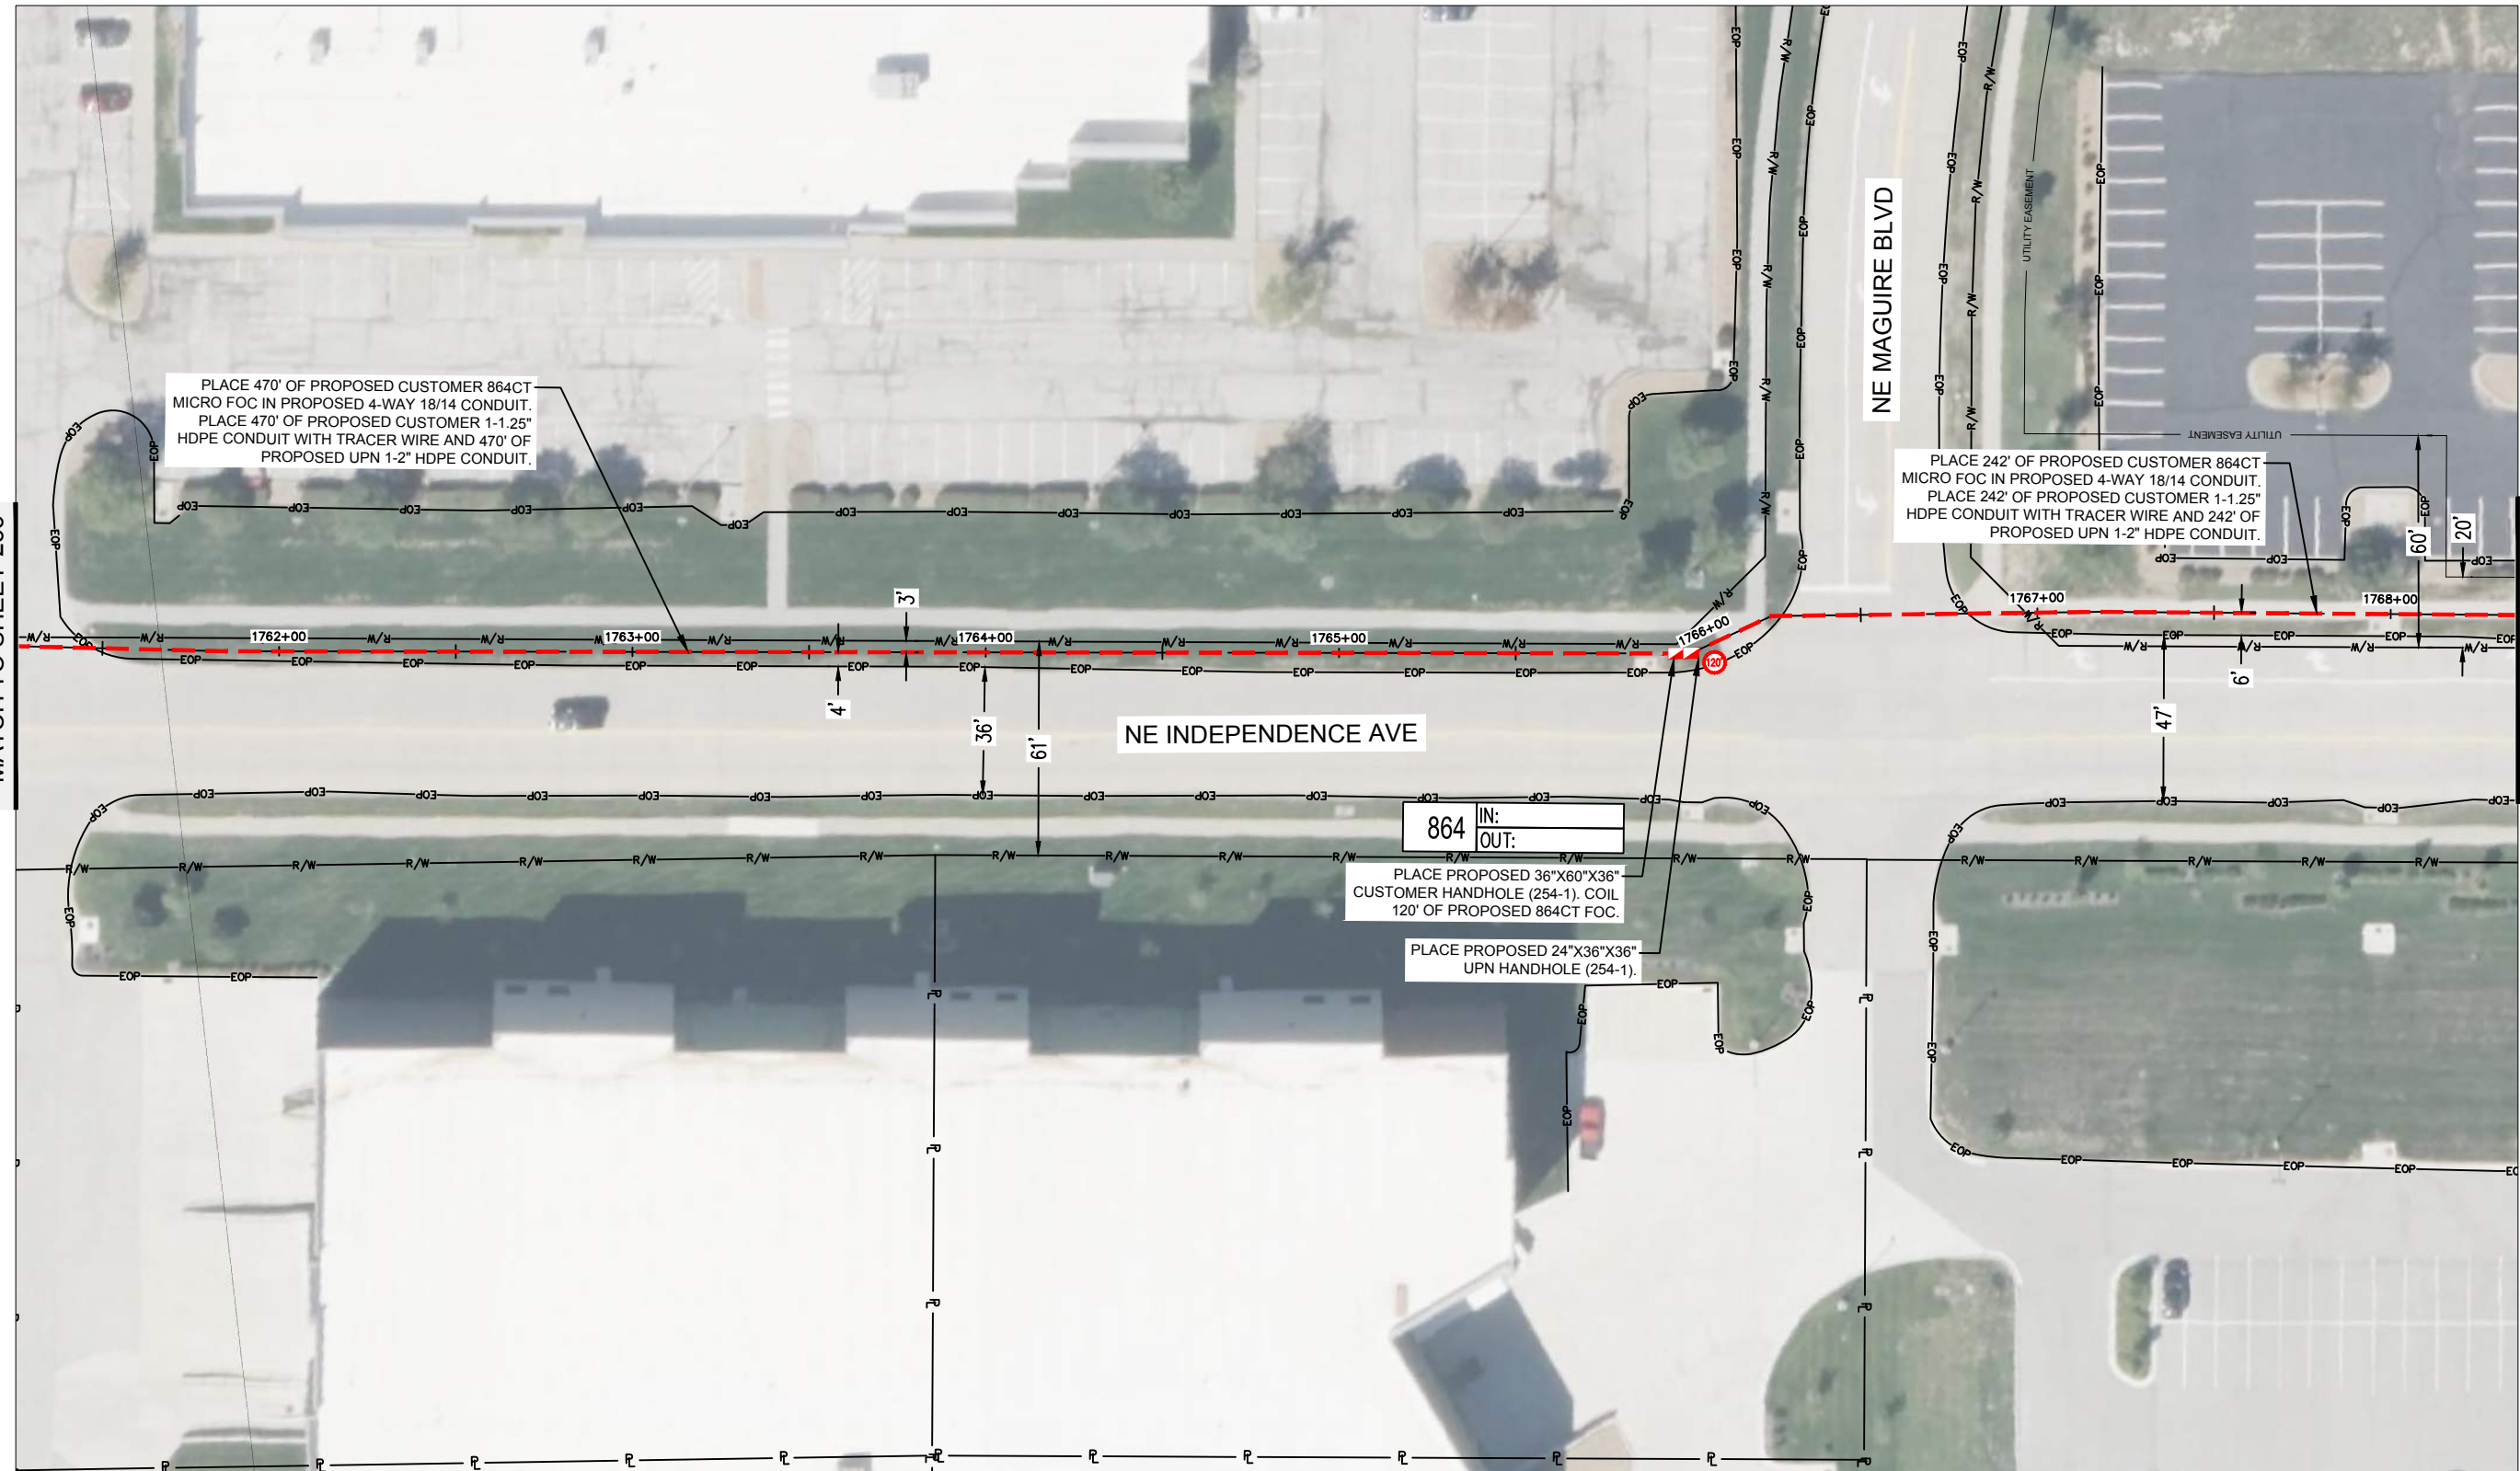 NE MAGUIRE BLVD
UTILITY EASEMENT
UTILITY EASEMENT
PLACE 470' OF PROPOSED CUSTOMER 864CT
MICRO FOC IN PROPOSED 4-WAY 18/14 CONDUIT.
PLACE 470' OF PROPOSED CUSTOMER 1-1.25"
HDPE CONDUIT WITH TRACER WIRE AND 470' OF
PROPOSED UPN 1-2" HDPE CONDUIT.
PLACE 242' OF PROPOSED CUSTOMER 864CT
MICRO FOC IN PROPOSED 4-WAY 18/14 CONDUIT.
PLACE 242' OF PROPOSED CUSTOMER 1-1.25"
HDPE CONDUIT WITH TRACER WIRE AND 242' OF
PROPOSED UPN 1-2" HDPE CONDUIT.
60'
20'
3'
1762+00
1763+00
1764+00
1765+00
1766+00
1767+00
1768+00
120'
4'
36'
61'
6'
47'
NE INDEPENDENCE AVE
864
IN:
OUT:
PLACE PROPOSED 36"X60"X36"
CUSTOMER HANDHOLE (254-1). COIL
120' OF PROPOSED 864CT FOC.
PLACE PROPOSED 24"X36"X36"
UPN HANDHOLE (254-1).
EOP
R/W
PL